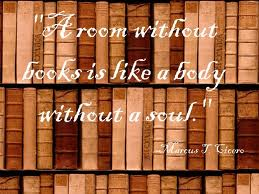 "A room without
books is like a body
without a soul."
-Marcus T Cicero